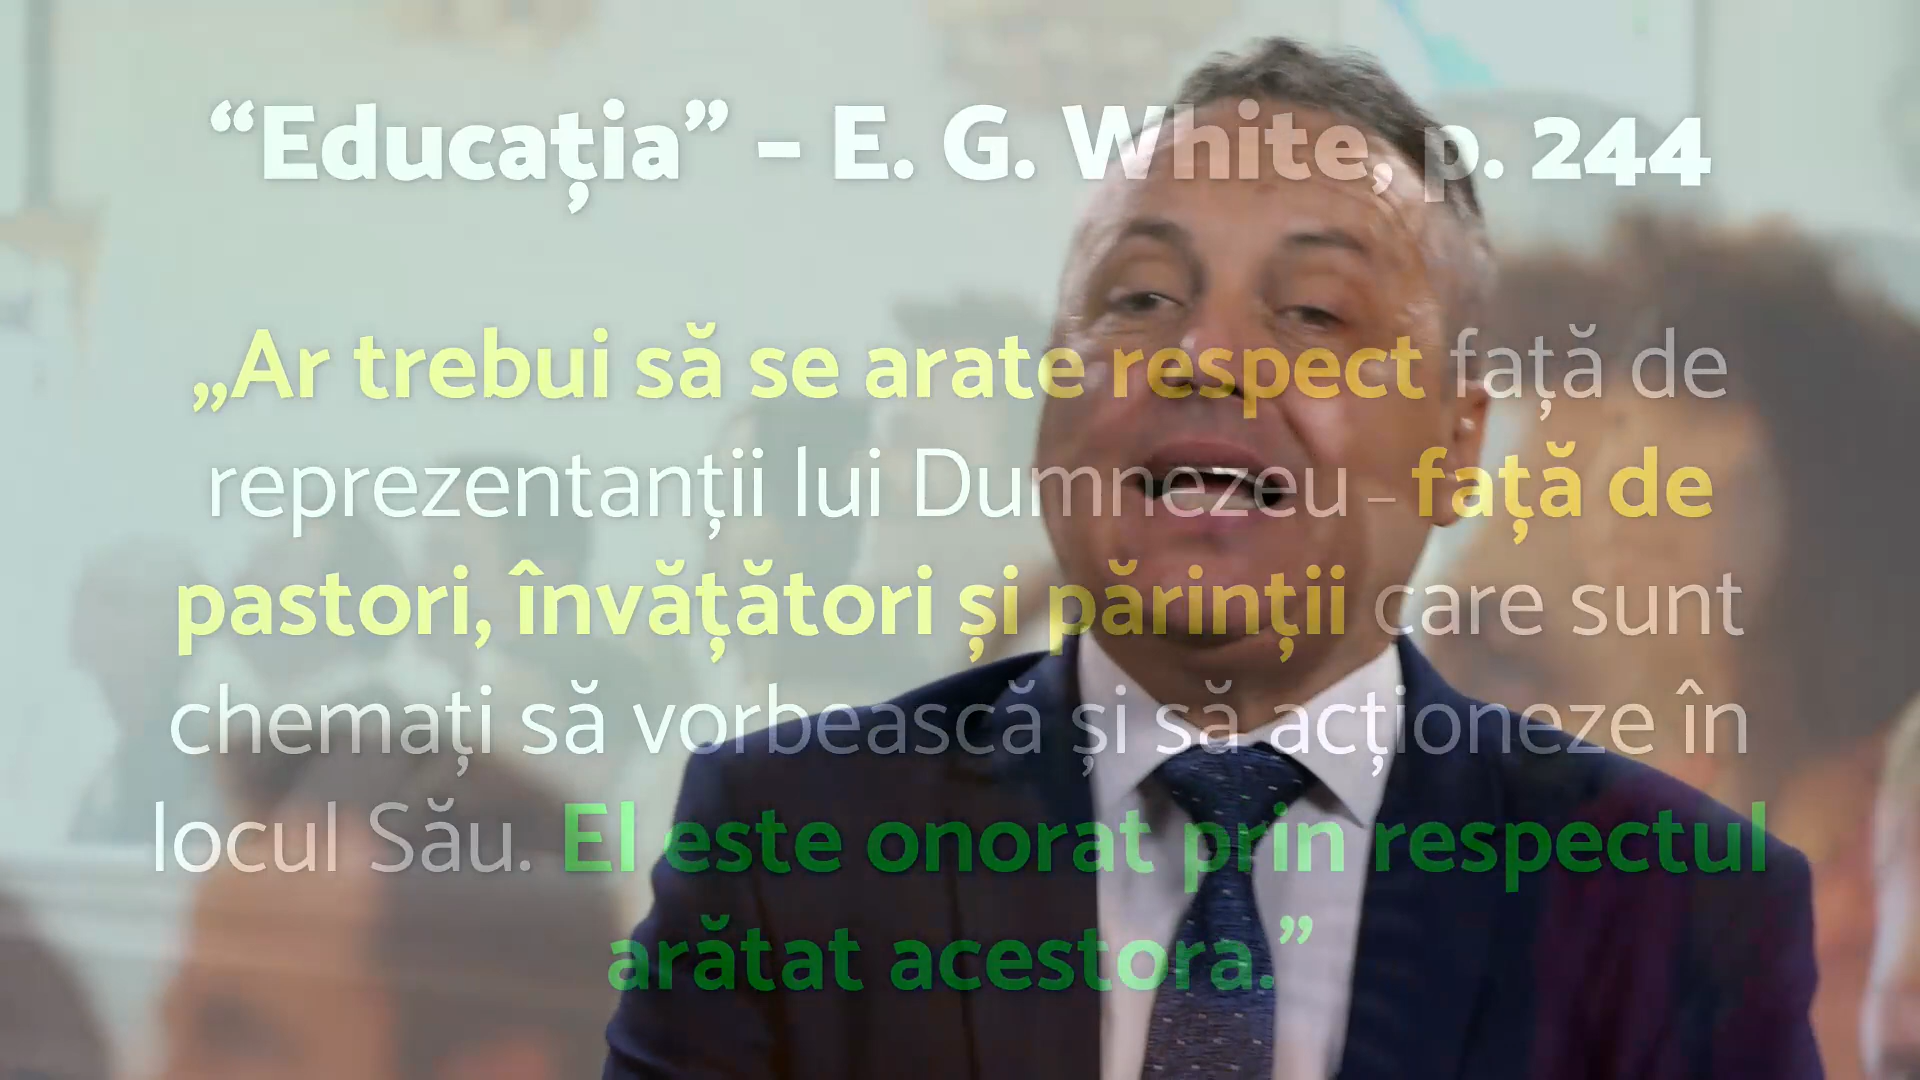 “Educația” – E. G. White, p. 244
„Ar trebui să se arate respect față de
reprezentanții lui Dumnezeu – față de
pastori, învățători și părinții care sunt
chemați să vorbească și să acționeze în
locul Său. El este onorat prin respectul
arătat acestora.”